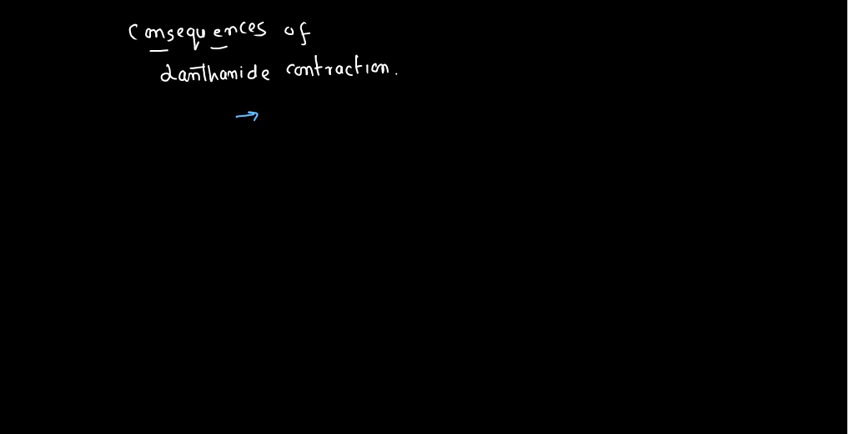 Consequences of
Lanthanide contraction.
→